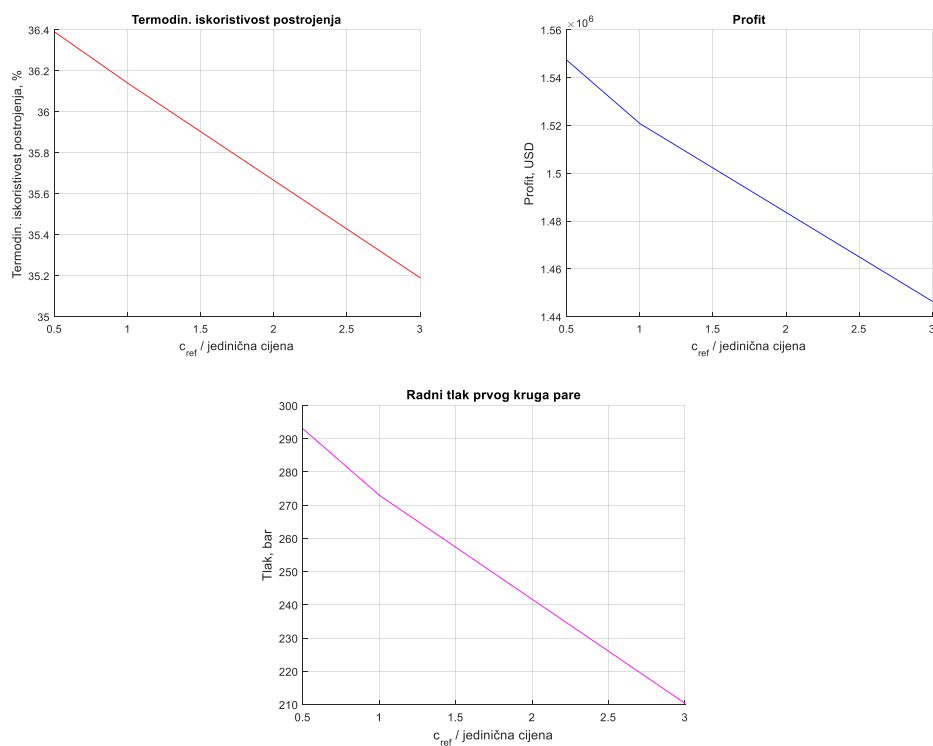 Termodin. iskoristivost postrojenja
Termodin. iskoristivost postrojenja, %
36.4
36.2
36
35.8
35.6
35.4
35.2
35
0.5 1 1.5 2 2.5 3
c_ref / jedinična cijena
Profit
×10^6
Profit, USD
1.56
1.54
1.52
1.5
1.48
1.46
1.44
0.5 1 1.5 2 2.5 3
c_ref / jedinična cijena
Radni tlak prvog kruga pare
Tlak, bar
300
290
280
270
260
250
240
230
220
210
0.5 1 1.5 2 2.5 3
c_ref / jedinična cijena